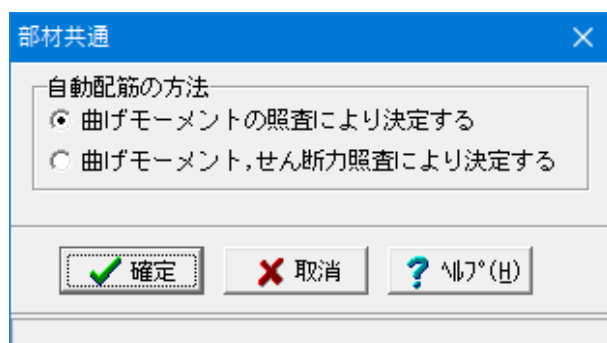 部材共通
自動配筋の方法
曲げモーメントの照査により決定する
曲げモーメント,せん断力照査により決定する
確定 取消 ﾍﾙﾌﾟ(H)